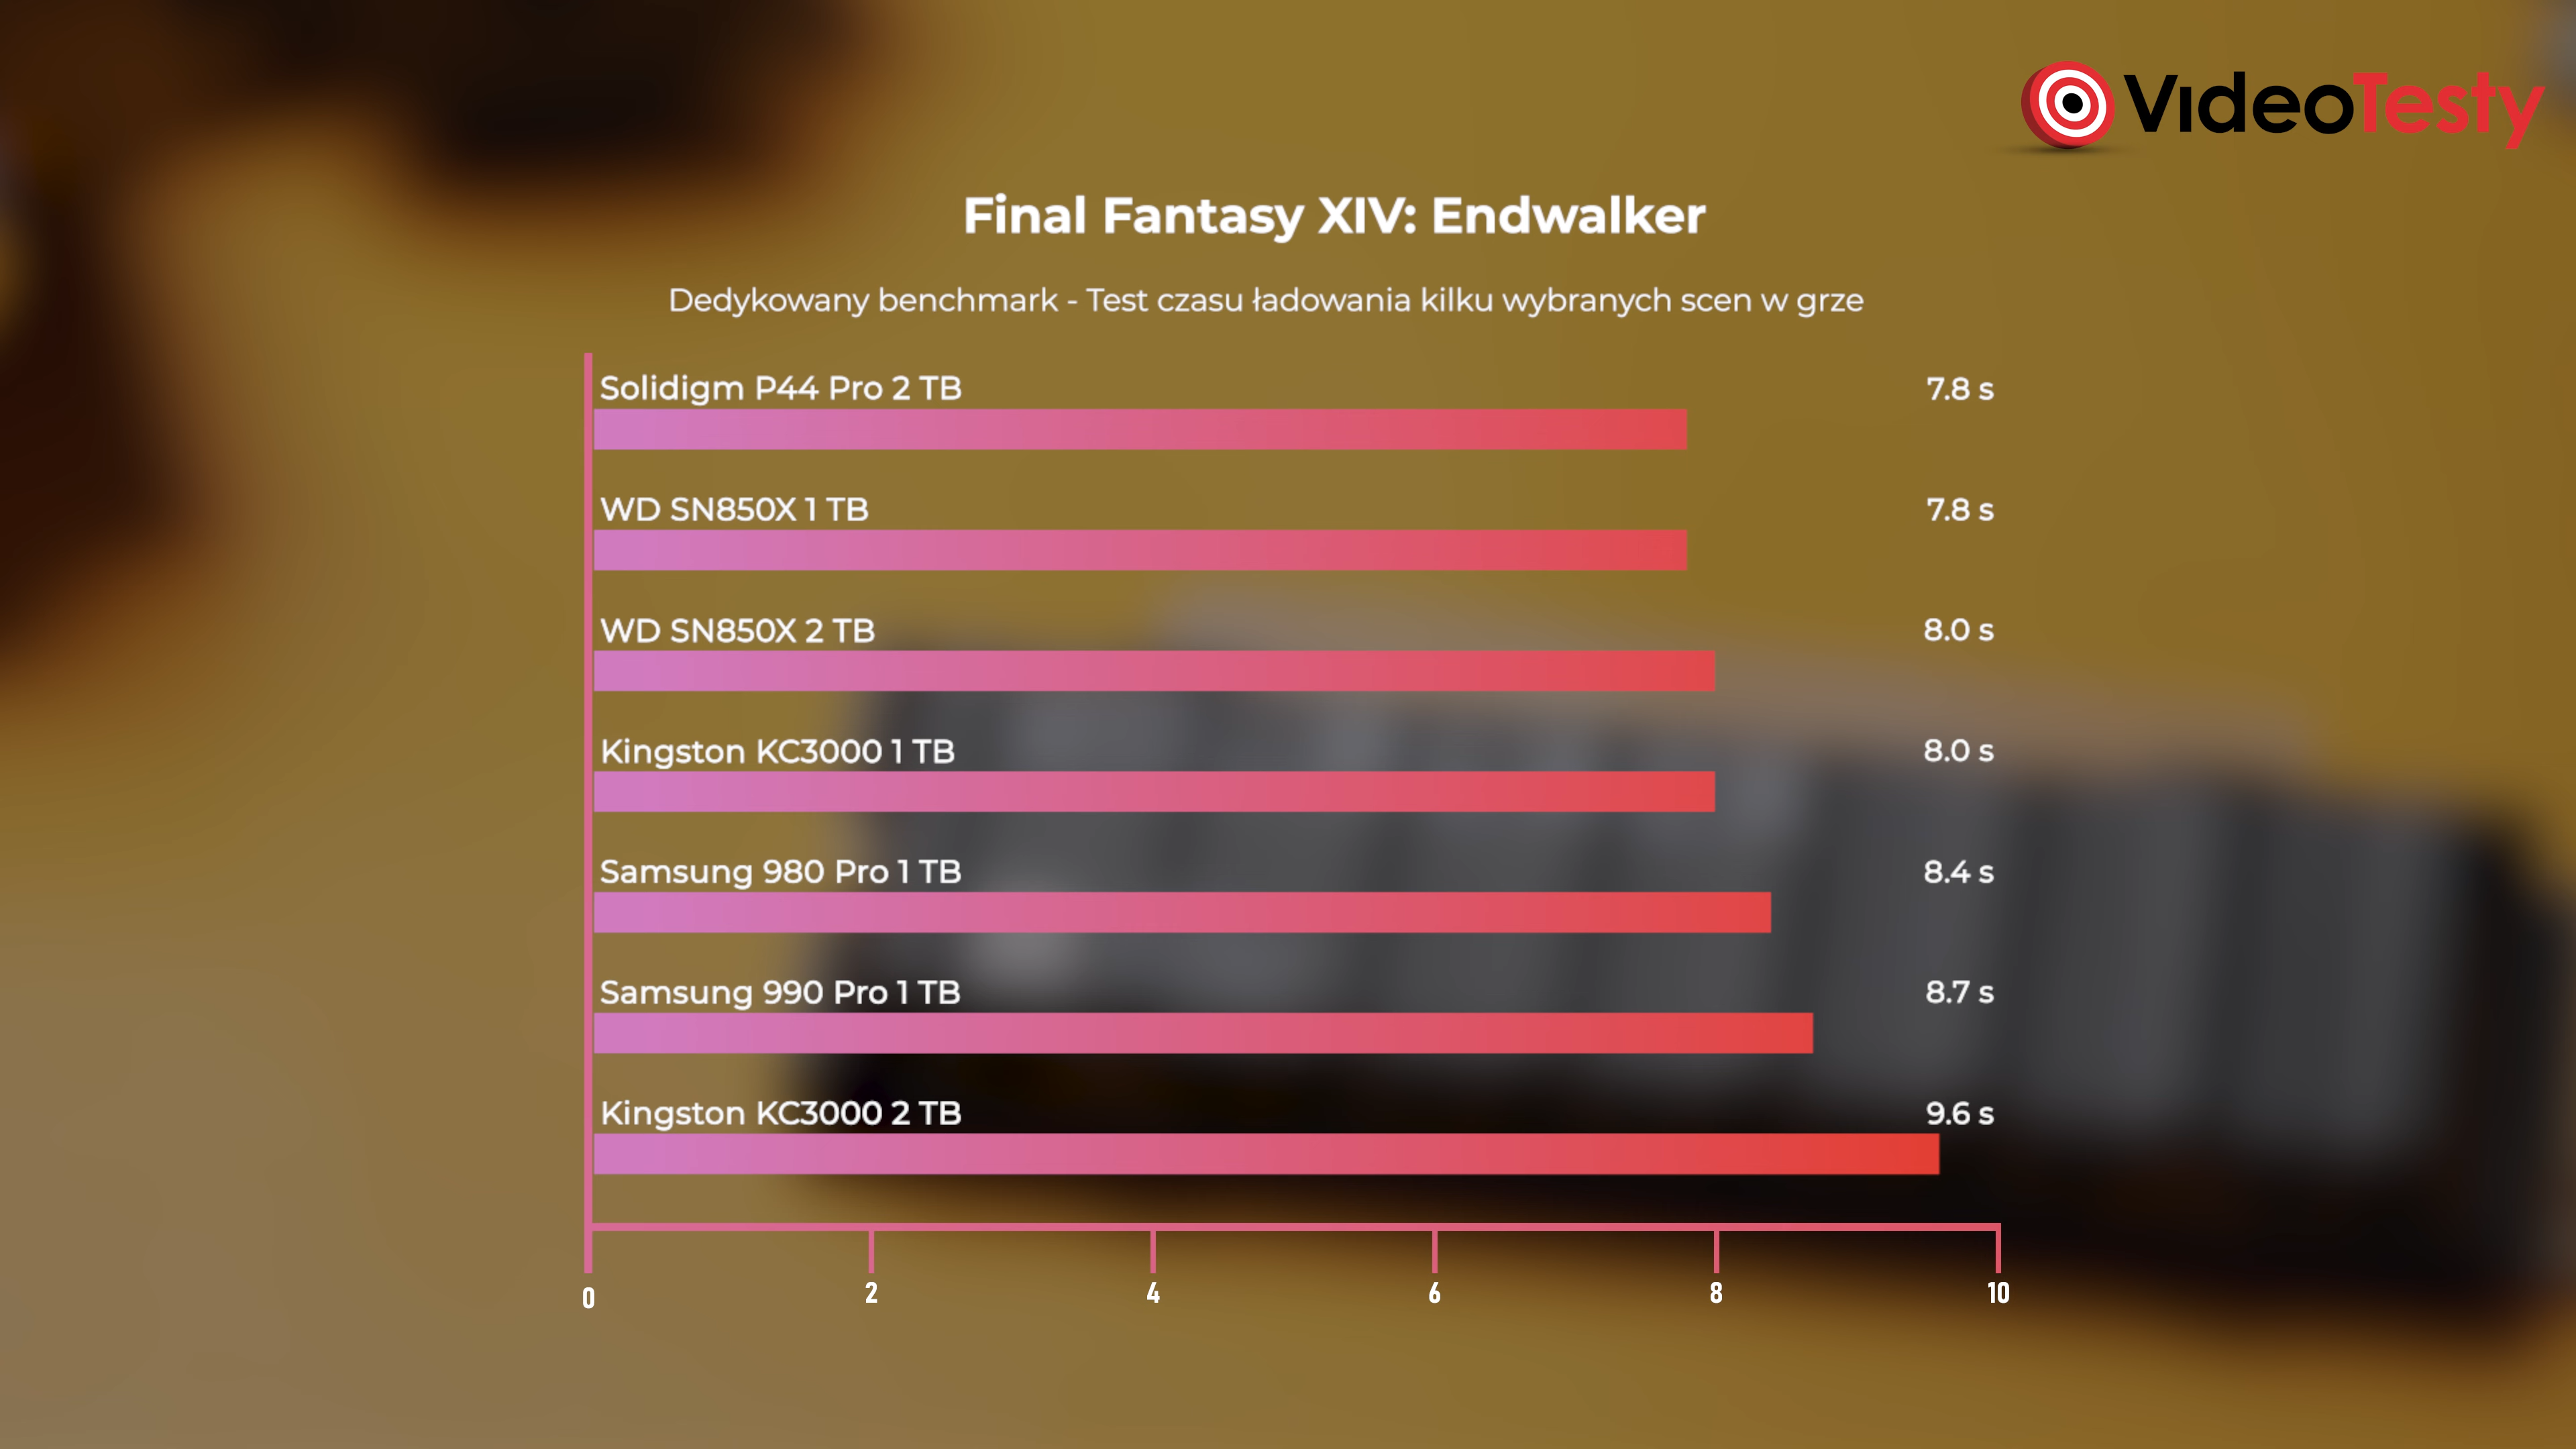 VideoTesty
Final Fantasy XIV: Endwalker
Dedykowany benchmark - Test czasu ładowania kilku wybranych scen w grze
Solidigm P44 Pro 2 TB 7.8 s
WD SN850X 1 TB 7.8 s
WD SN850X 2 TB 8.0 s
Kingston KC3000 1 TB 8.0 s
Samsung 980 Pro 1 TB 8.4 s
Samsung 990 Pro 1 TB 8.7 s
Kingston KC3000 2 TB 9.6 s
0 2 4 6 8 10